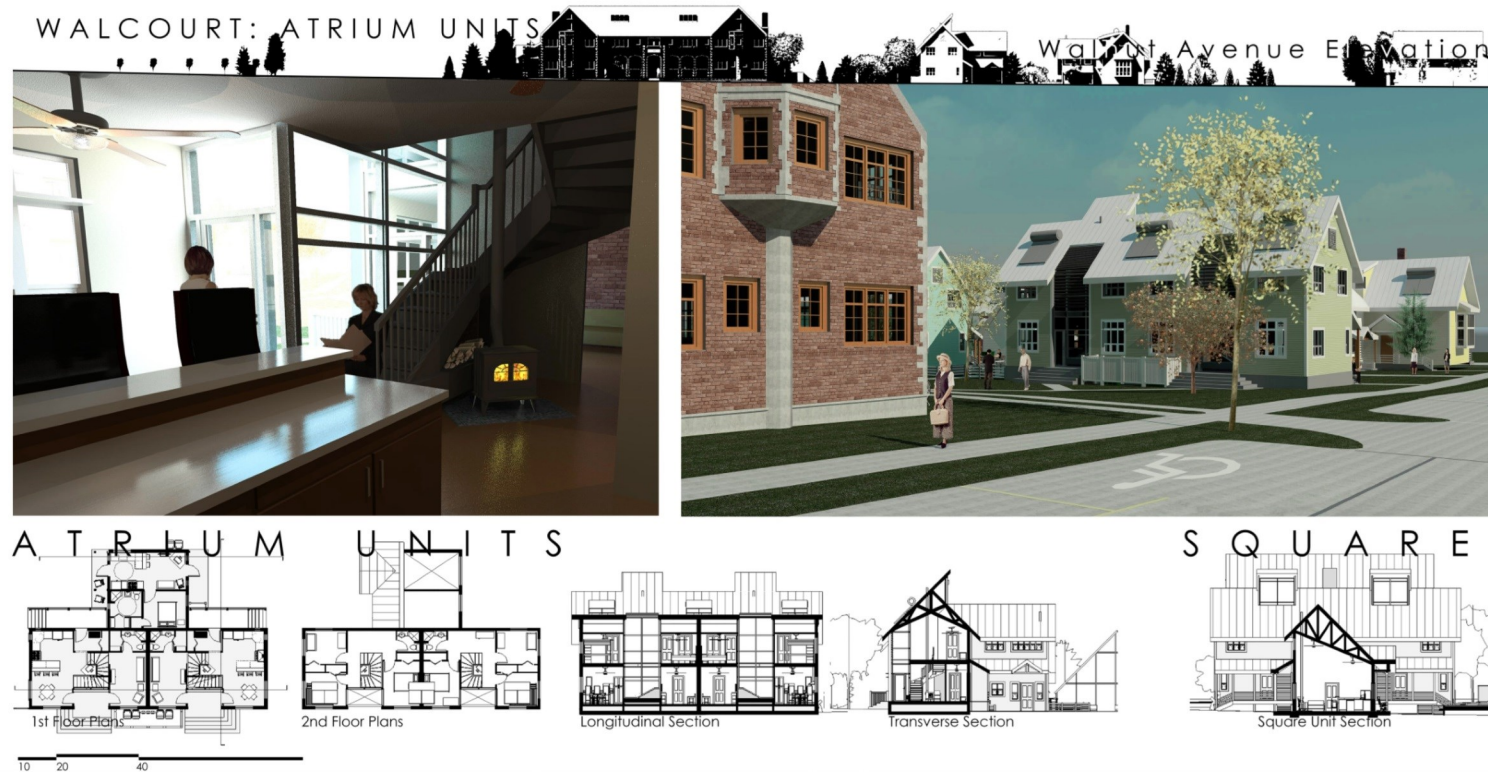 WALCOURT: ATRIUM UNITS
Walnut Avenue Elevation
ATRIUM UNITS
SQUARE
1st Floor Plans
2nd Floor Plans
Longitudinal Section
Transverse Section
Square Unit Section
10 20 40